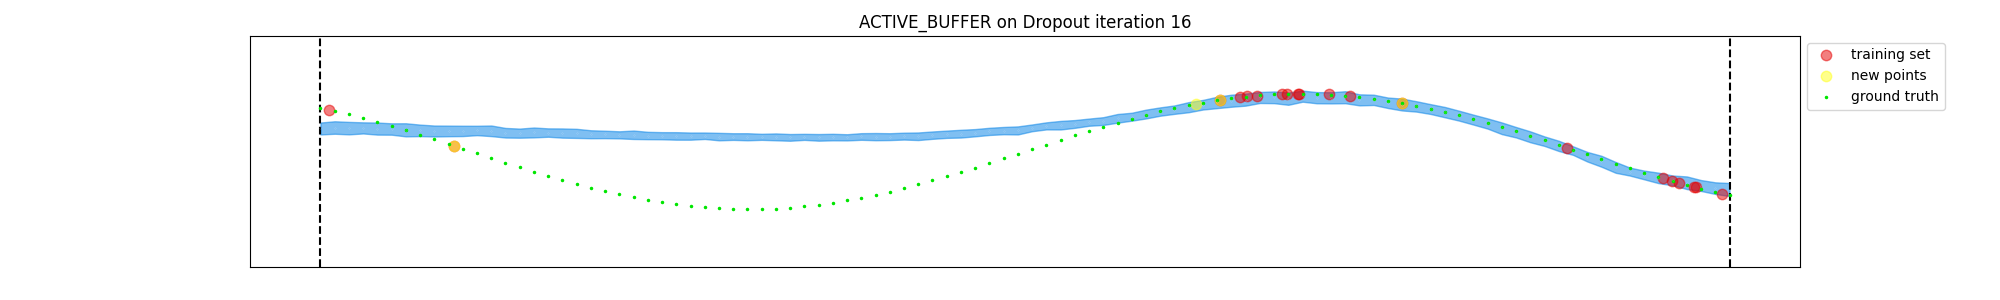 ACTIVE_BUFFER on Dropout iteration 16
training set
new points
ground truth